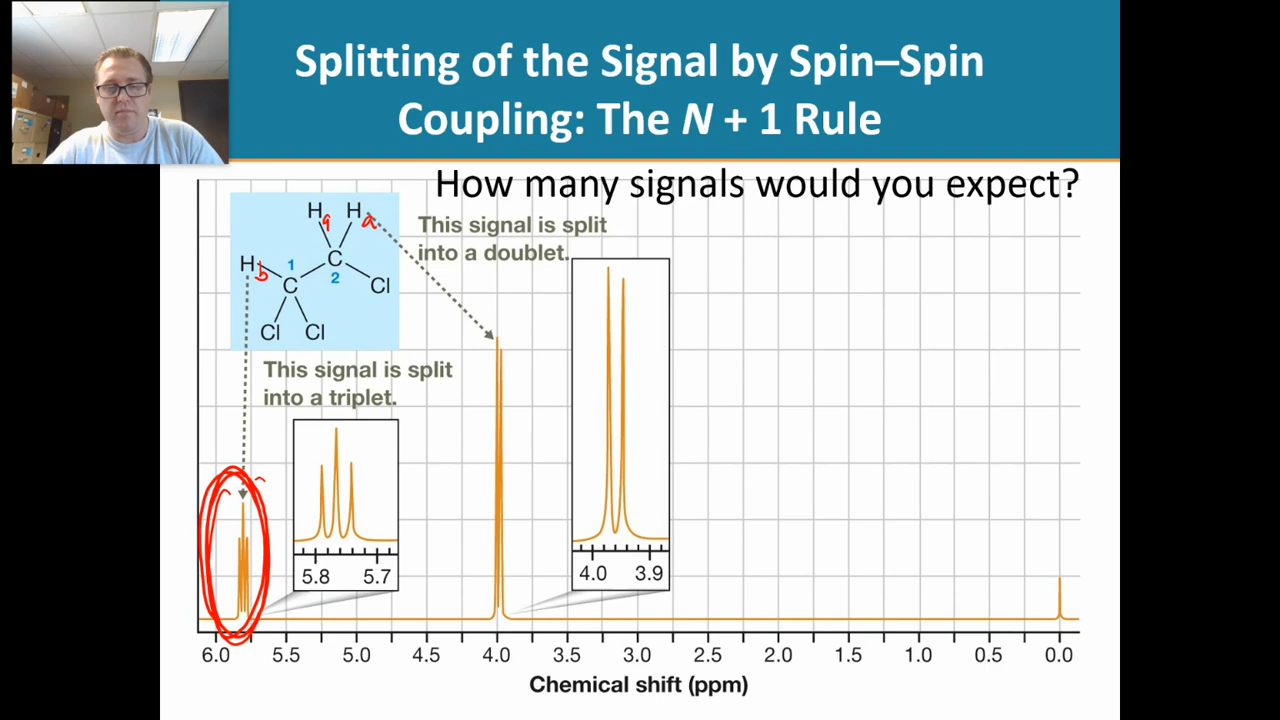 Splitting of the Signal by Spin–Spin
Coupling: The N + 1 Rule
How many signals would you expect?
H a H a
This signal is split
into a doublet.
H b 1 C 2
C Cl
Cl Cl
This signal is split
into a triplet.
5.8 5.7
4.0 3.9
6.0 5.5 5.0 4.5 4.0 3.5 3.0 2.5 2.0 1.5 1.0 0.5 0.0
Chemical shift (ppm)